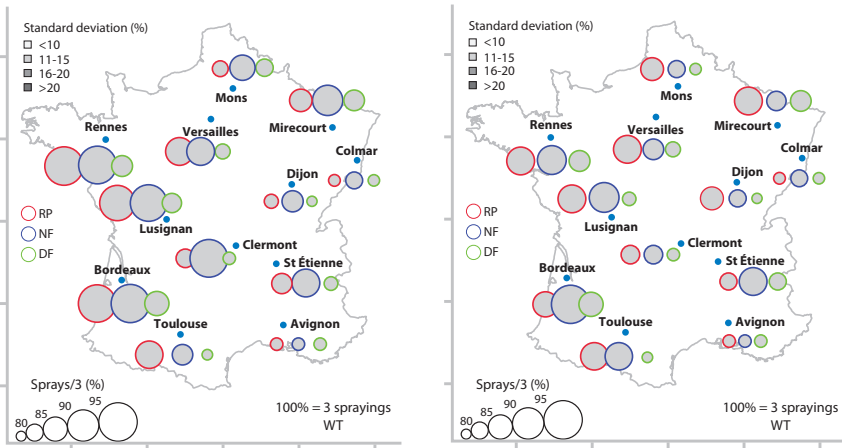 Standard deviation (%)
<10
11-15
16-20
>20
Mons
Rennes
Versailles
Mirecourt
Colmar
Dijon
RP
NF
DF
Lusignan
Clermont
St Étienne
Bordeaux
Toulouse
Avignon
Sprays/3 (%)
80 85 90 95
100% = 3 sprayings
WT
Standard deviation (%)
<10
11-15
16-20
>20
Mons
Rennes
Versailles
Mirecourt
Colmar
Dijon
RP
NF
DF
Lusignan
Clermont
St Étienne
Bordeaux
Toulouse
Avignon
Sprays/3 (%)
80 85 90 95
100% = 3 sprayings
WT